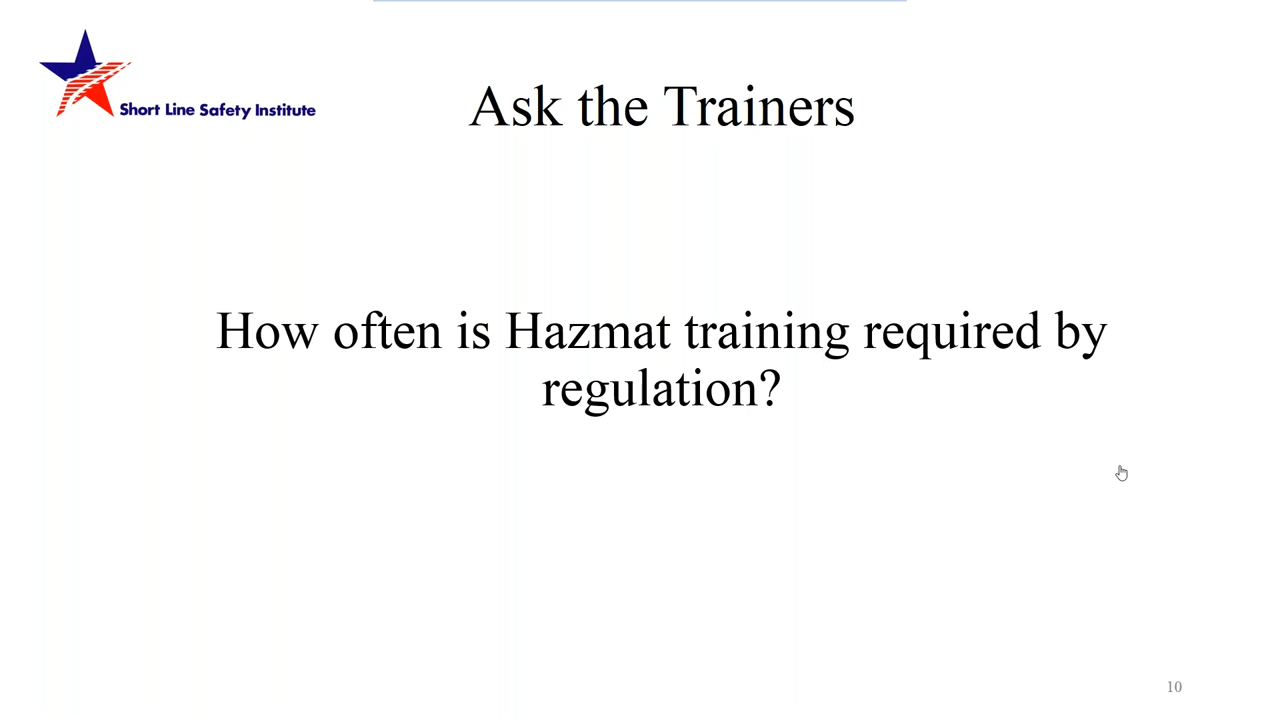 Short Line Safety Institute
Ask the Trainers
How often is Hazmat training required by
regulation?
10